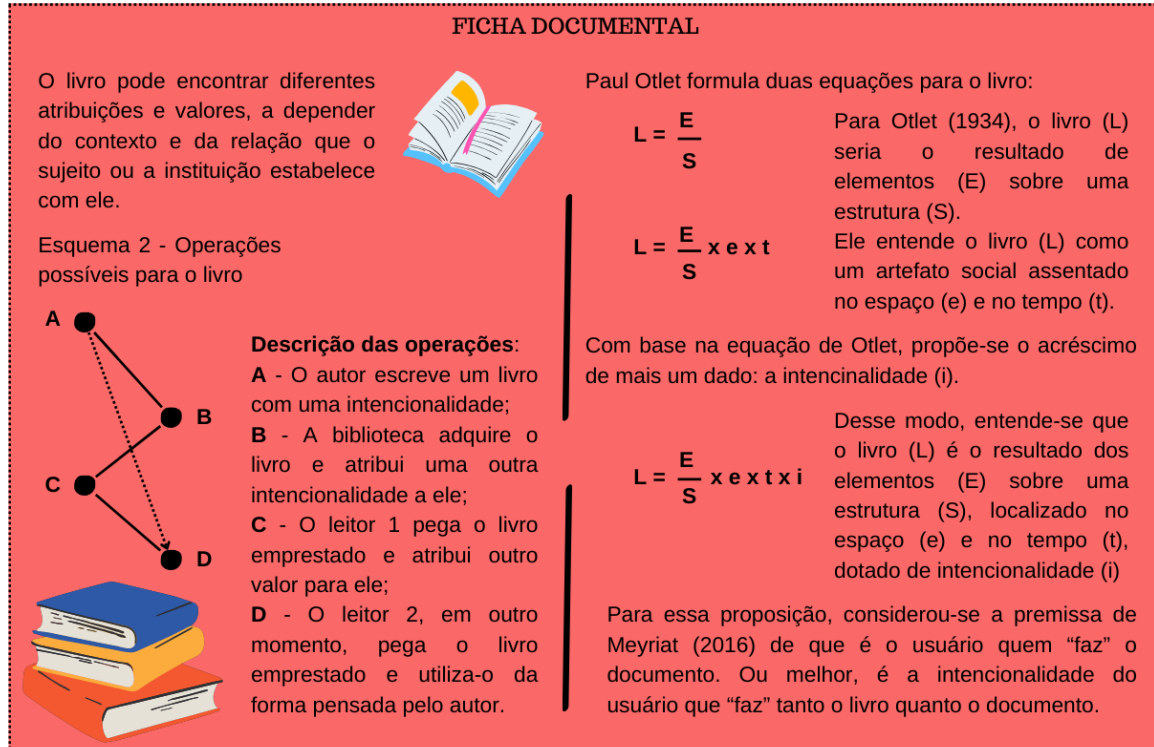 FICHA DOCUMENTAL
O livro pode encontrar diferentes
atribuições e valores, a depender
do contexto e da relação que o
sujeito ou a instituição estabelece
com ele.
Esquema 2 - Operações
possíveis para o livro
A
B
C
D
Descrição das operações:
A - O autor escreve um livro
com uma intencionalidade;
B - A biblioteca adquire o
livro e atribui uma outra
intencionalidade a ele;
C - O leitor 1 pega o livro
emprestado e atribui outro
valor para ele;
D - O leitor 2, em outro
momento, pega o livro
emprestado e utiliza-o da
forma pensada pelo autor.
Paul Otlet formula duas equações para o livro:
L = E
S
Para Otlet (1934), o livro (L)
seria o resultado de
elementos (E) sobre uma
estrutura (S).
L = E x e x t
S
Ele entende o livro (L) como
um artefato social assentado
no espaço (e) e no tempo (t).
Com base na equação de Otlet, propõe-se o acréscimo
de mais um dado: a intencinalidade (i).
L = E x e x t x i
S
Desse modo, entende-se que
o livro (L) é o resultado dos
elementos (E) sobre uma
estrutura (S), localizado no
espaço (e) e no tempo (t),
dotado de intencionalidade (i)
Para essa proposição, considerou-se a premissa de
Meyriat (2016) de que é o usuário quem “faz” o
documento. Ou melhor, é a intencionalidade do
usuário que “faz” tanto o livro quanto o documento.